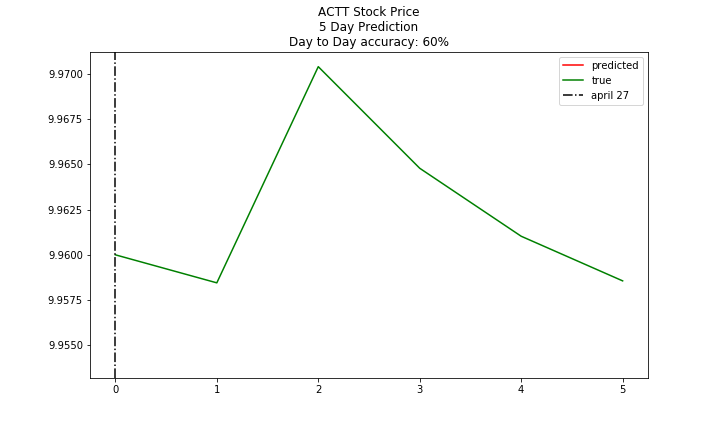 ACTT Stock Price
5 Day Prediction
Day to Day accuracy: 60%
predicted
true
april 27
9.9700
9.9675
9.9650
9.9625
9.9600
9.9575
9.9550
0 1 2 3 4 5